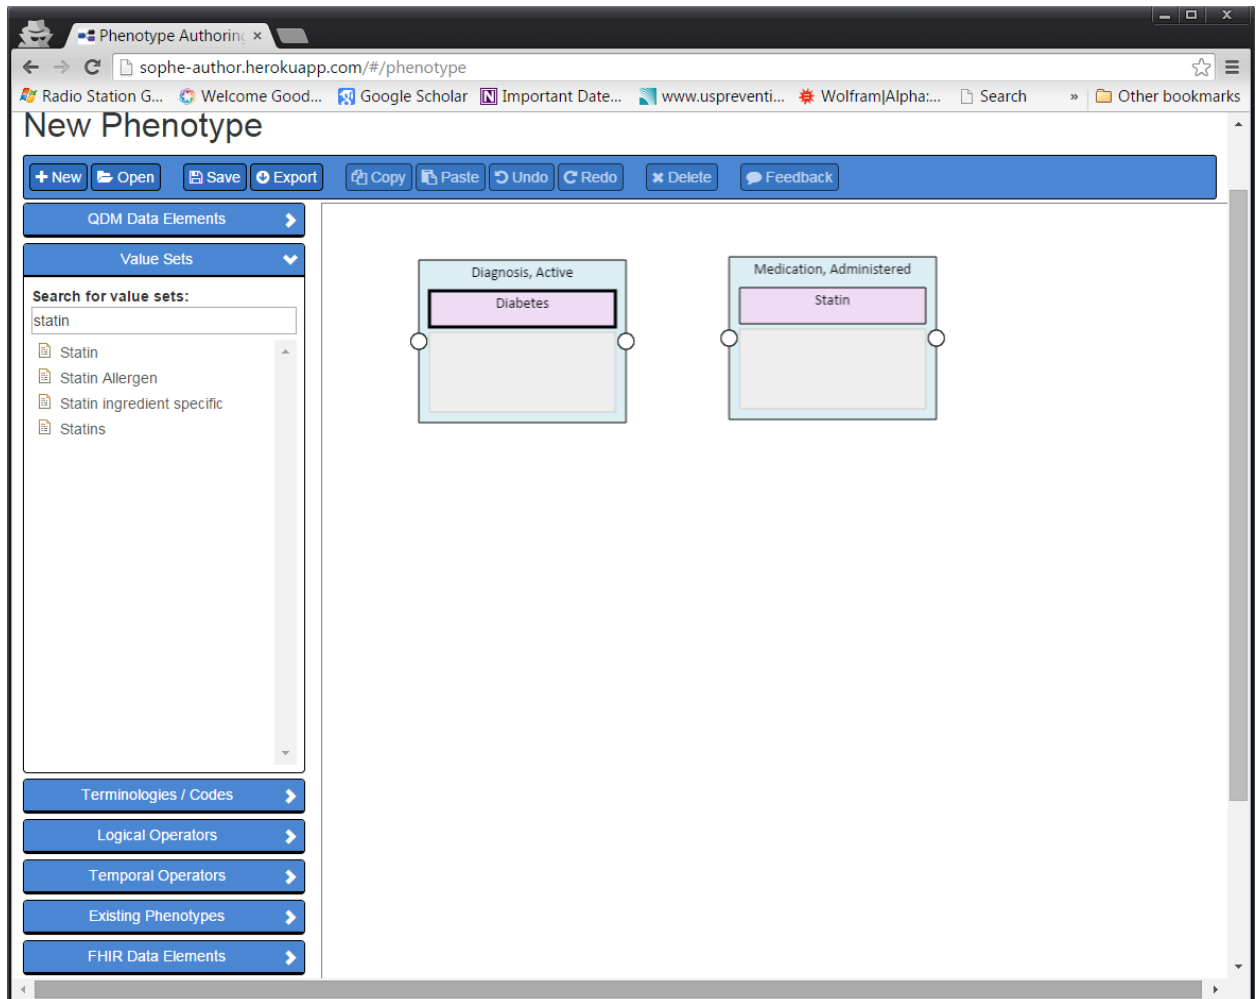 Phenotype Authoring ×
sophe-author.herokuapp.com/#/phenotype
Radio Station G... Welcome Good... Google Scholar Important Date... www.uspreventi... Wolfram|Alpha:... Search » Other bookmarks
New Phenotype
New Open Save Export Copy Paste Undo Redo Delete Feedback
QDM Data Elements
Value Sets
Search for value sets:
statin
Statin
Statin Allergen
Statin ingredient specific
Statins
Terminologies / Codes
Logical Operators
Temporal Operators
Existing Phenotypes
FHIR Data Elements
Diagnosis, Active
Diabetes
Medication, Administered
Statin